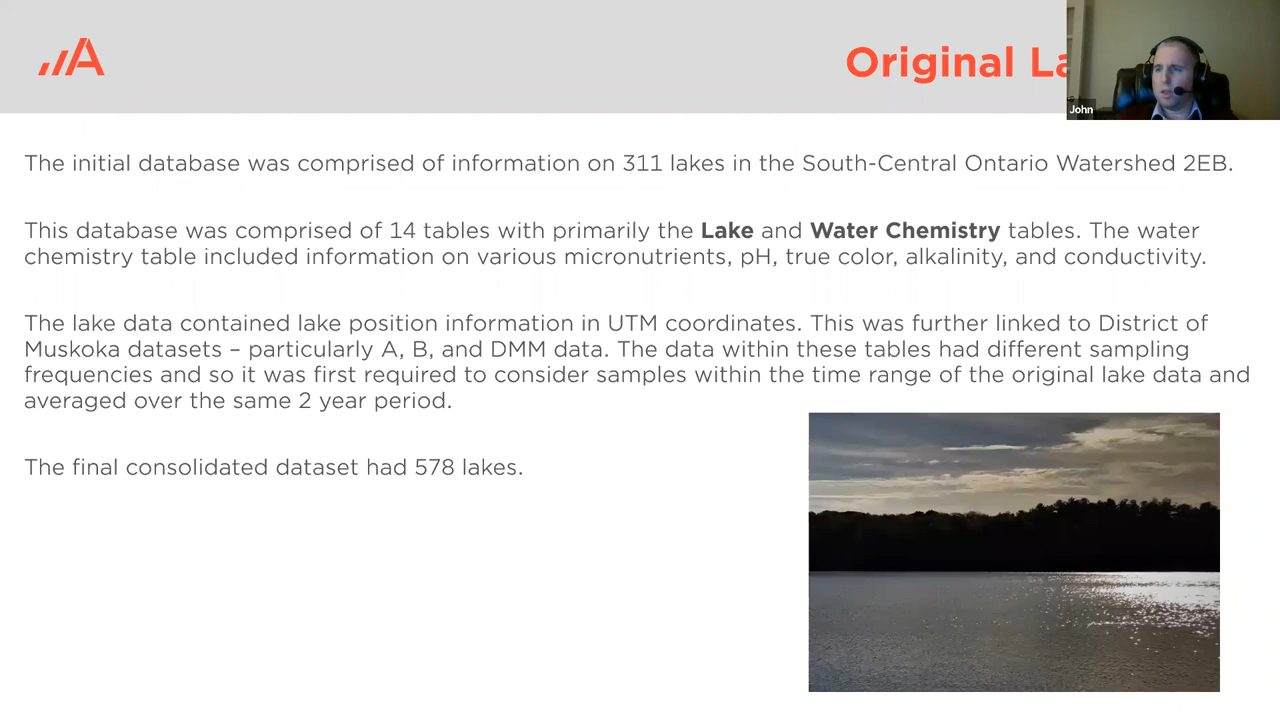 Original La
John
The initial database was comprised of information on 311 lakes in the South-Central Ontario Watershed 2EB.
This database was comprised of 14 tables with primarily the Lake and Water Chemistry tables. The water
chemistry table included information on various micronutrients, pH, true color, alkalinity, and conductivity.
The lake data contained lake position information in UTM coordinates. This was further linked to District of
Muskoka datasets – particularly A, B, and DMM data. The data within these tables had different sampling
frequencies and so it was first required to consider samples within the time range of the original lake data and
averaged over the same 2 year period.
The final consolidated dataset had 578 lakes.